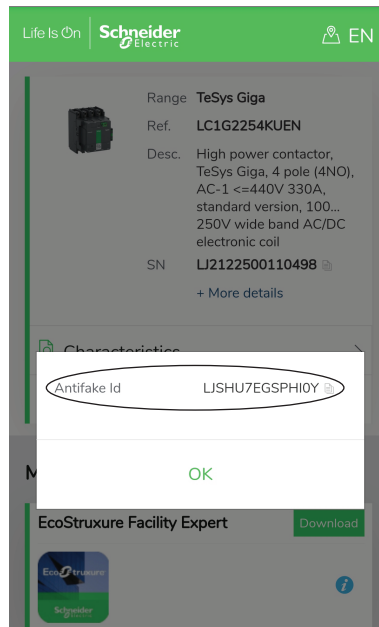 Life Is On Schneider Electric EN
Range TeSys Giga
Ref. LC1G2254KUEN
Desc. High power contactor,
TeSys Giga, 4 pole (4NO),
AC-1 <=440V 330A,
standard version, 100...
250V wide band AC/DC
electronic coil
SN LJ2122500110498
+ More details
Characteristics
Antifake Id LJSHU7EGSPHI0Y
OK
M
EcoStruxure Facility Expert Download
EcoStruxure
Schneider Electric